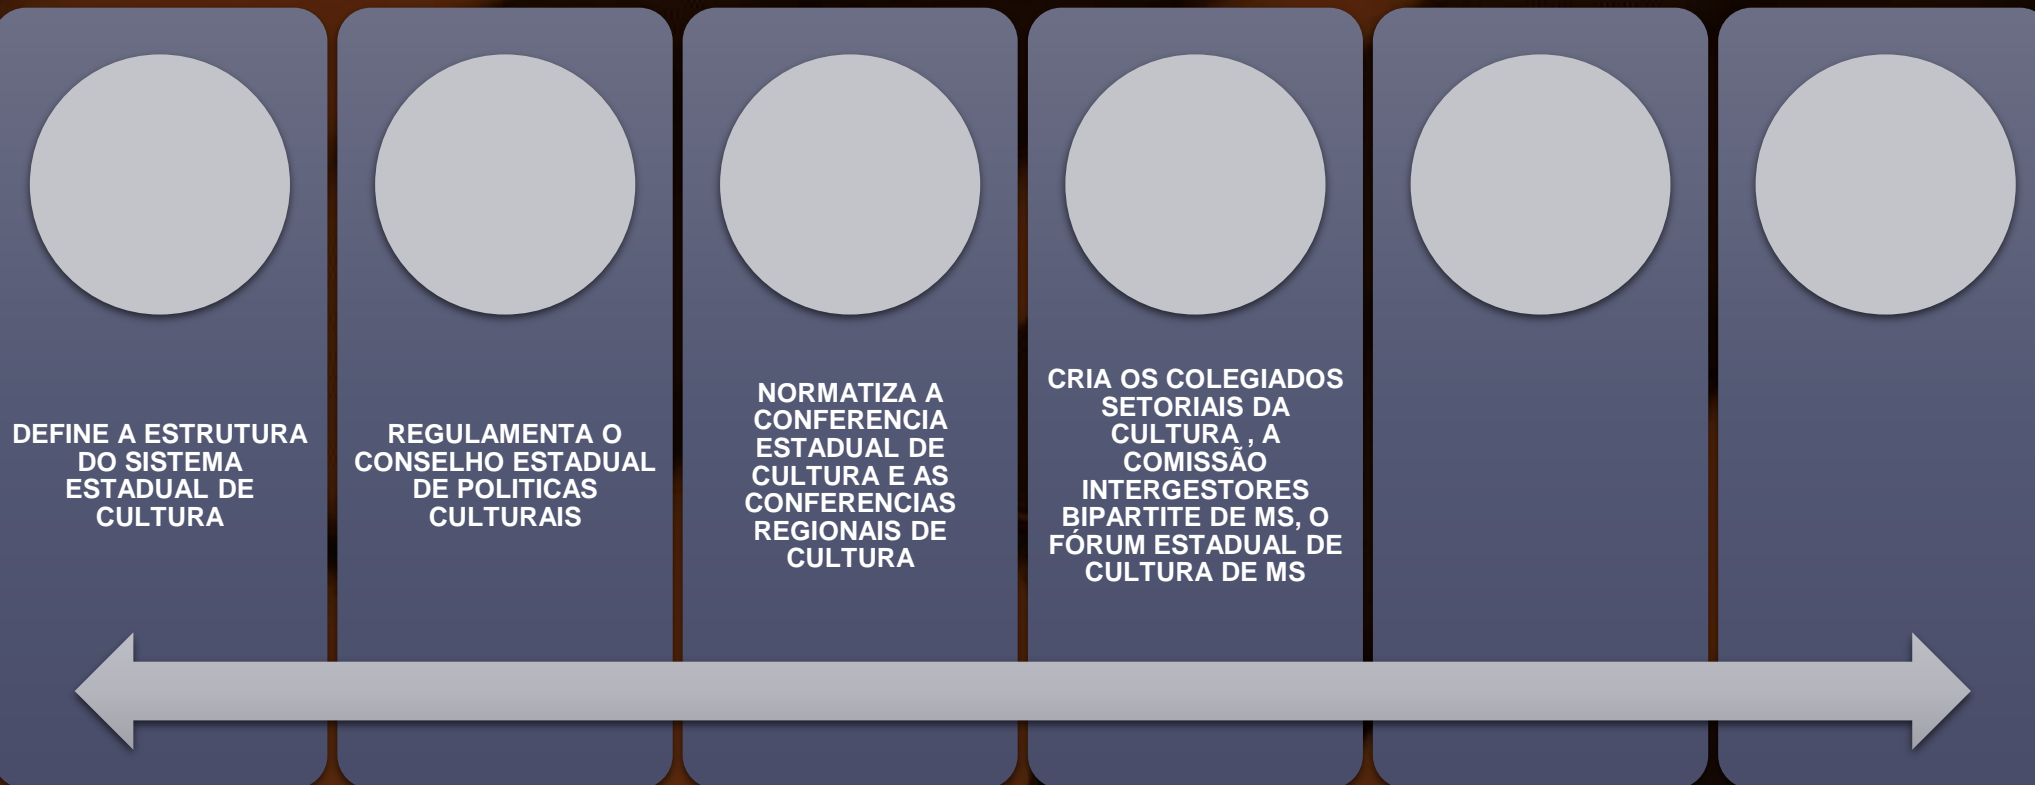 DEFINE A ESTRUTURA
DO SISTEMA
ESTADUAL DE
CULTURA
REGULAMENTA O
CONSELHO ESTADUAL
DE POLITICAS
CULTURAIS
NORMATIZA A
CONFERENCIA
ESTADUAL DE
CULTURA E AS
CONFERENCIAS
REGIONAIS DE
CULTURA
CRIA OS COLEGIADOS
SETORIAIS DA
CULTURA , A
COMISSÃO
INTERGESTORES
BIPARTITE DE MS, O
FÓRUM ESTADUAL DE
CULTURA DE MS